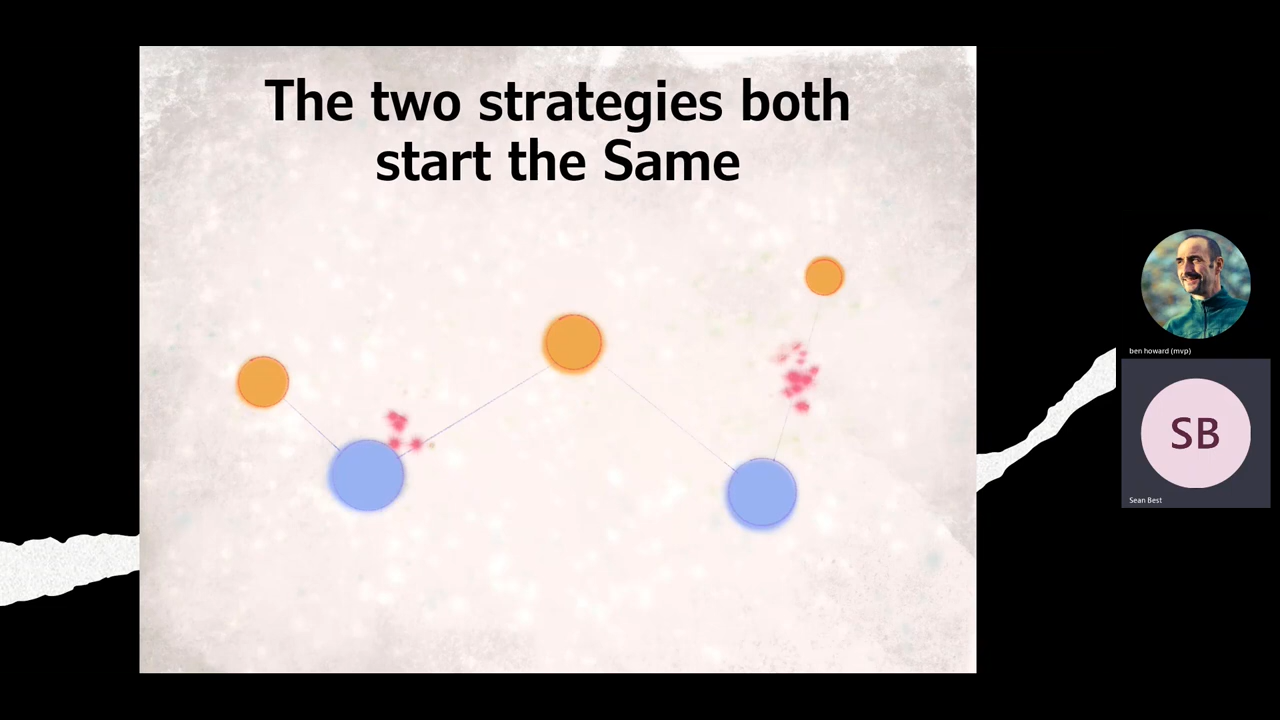 The two strategies both
start the Same
ben howard (mvp)
SB
Sean Best